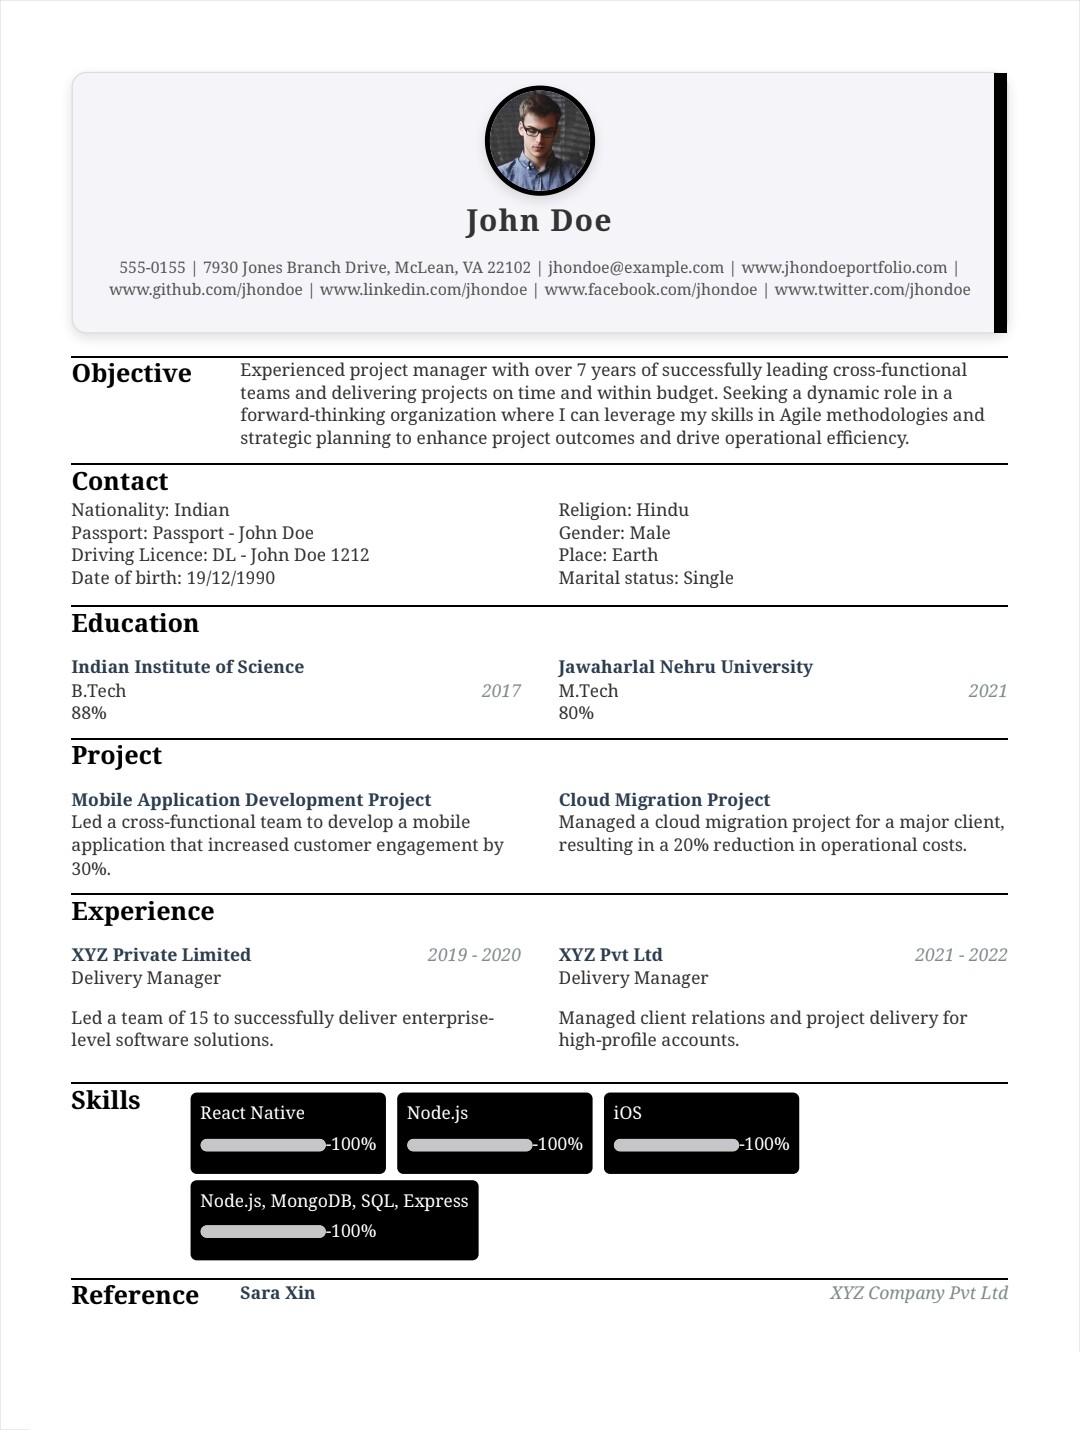 John Doe
555-0155 | 7930 Jones Branch Drive, McLean, VA 22102 | jhondoe@example.com | www.jhondoeportfolio.com |
www.github.com/jhondoe | www.linkedin.com/jhondoe | www.facebook.com/jhondoe | www.twitter.com/jhondoe
Objective
Experienced project manager with over 7 years of successfully leading cross-functional
teams and delivering projects on time and within budget. Seeking a dynamic role in a
forward-thinking organization where I can leverage my skills in Agile methodologies and
strategic planning to enhance project outcomes and drive operational efficiency.
Contact
Nationality: Indian
Passport: Passport - John Doe
Driving Licence: DL - John Doe 1212
Date of birth: 19/12/1990
Religion: Hindu
Gender: Male
Place: Earth
Marital status: Single
Education
Indian Institute of Science
B.Tech 2017
88%
Jawaharlal Nehru University
M.Tech 2021
80%
Project
Mobile Application Development Project
Led a cross-functional team to develop a mobile
application that increased customer engagement by
30%.
Cloud Migration Project
Managed a cloud migration project for a major client,
resulting in a 20% reduction in operational costs.
Experience
XYZ Private Limited 2019 - 2020
Delivery Manager
Led a team of 15 to successfully deliver enterprise-
level software solutions.
XYZ Pvt Ltd 2021 - 2022
Delivery Manager
Managed client relations and project delivery for
high-profile accounts.
Skills
React Native
-100%
Node.js
-100%
iOS
-100%
Node.js, MongoDB, SQL, Express
-100%
Reference
Sara Xin XYZ Company Pvt Ltd